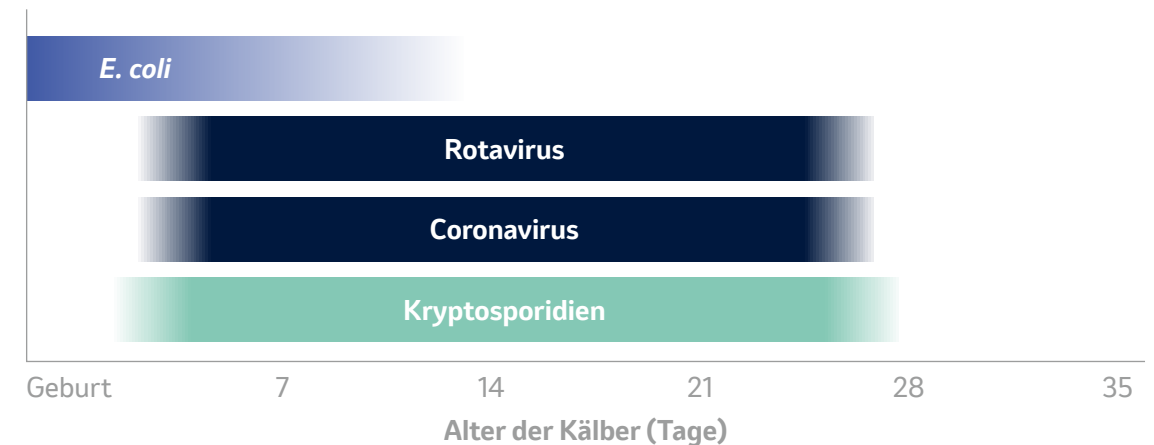 E. coli
Rotavirus
Coronavirus
Kryptosporidien
Geburt 7 14 21 28 35
Alter der Kälber (Tage)